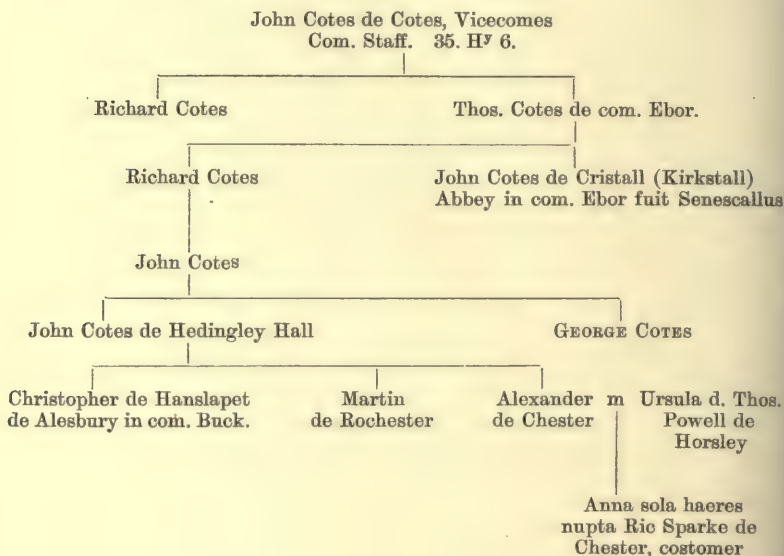 John Cotes de Cotes, Vicecomes
Com. Staff. 35. Hy 6.
Richard Cotes
Thos. Cotes de com. Ebor.
Richard Cotes
John Cotes de Cristall (Kirkstall)
Abbey in com. Ebor fuit Senescallus
John Cotes
John Cotes de Hedingley Hall
GEORGE COTES
Christopher de Hanslapet
de Alesbury in com. Buck.
Martin
de Rochester
Alexander m
de Chester
Ursula d. Thos.
Powell de
Horsley
Anna sola haeres
nupta Ric Sparke de
Chester, costomer